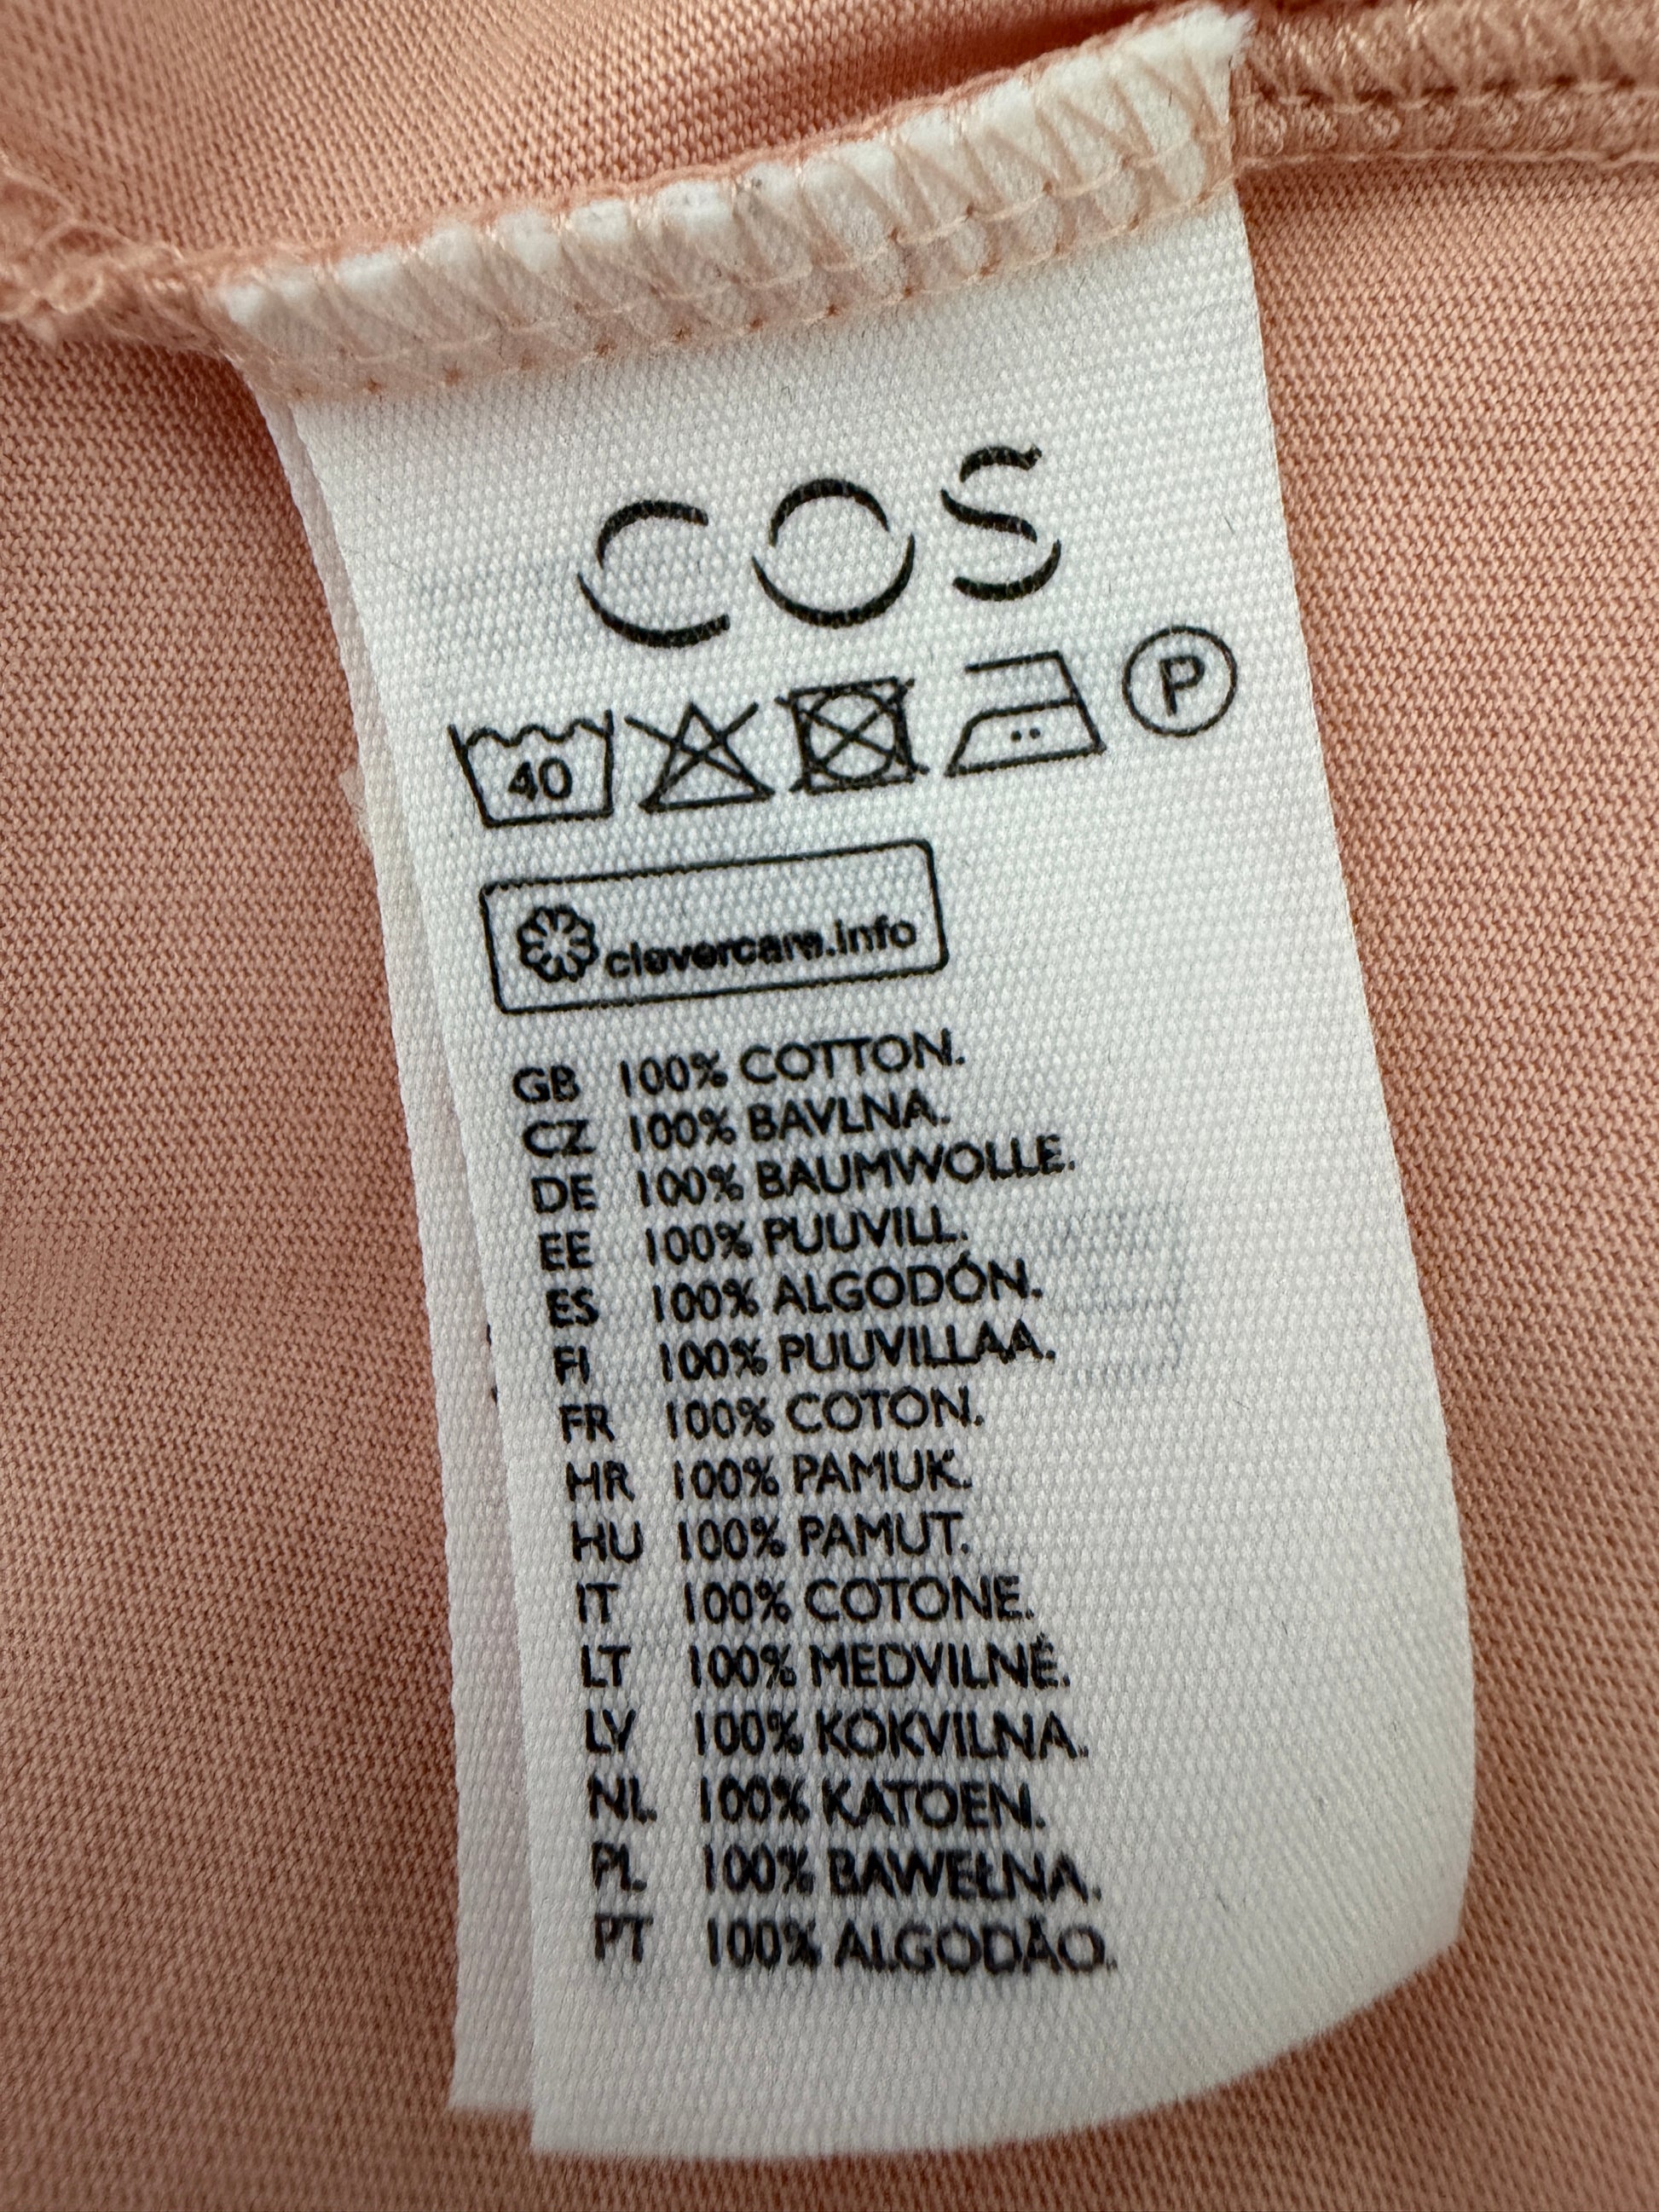 COS
40
P
clevercare.info
GB 100% COTTON.
CZ 100% BAVLNA.
DE 100% BAUMWOLLE.
EE 100% PUUVILL.
ES 100% ALGODÓN.
FI 100% PUUVILLAA.
FR 100% COTON.
HR 100% PAMUK.
HU 100% PAMUT.
IT 100% COTONE.
LT 100% MEDVILNĖ.
LV 100% KOKVILNA.
NL 100% KATOEN.
PL 100% BAWEŁNA.
PT 100% ALGODÃO.